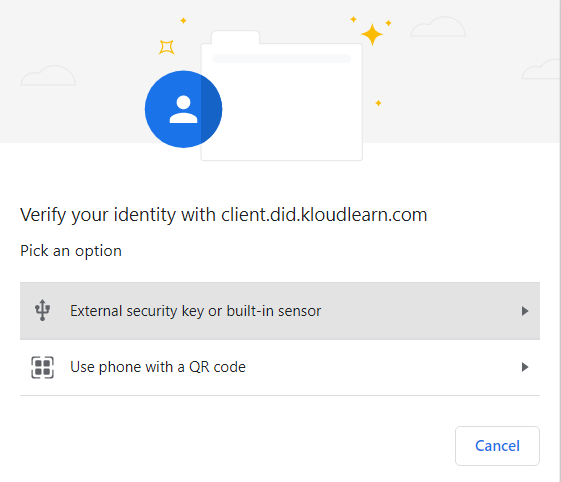 Verify your identity with client.did.kloudlearn.com
Pick an option
External security key or built-in sensor
Use phone with a QR code
Cancel